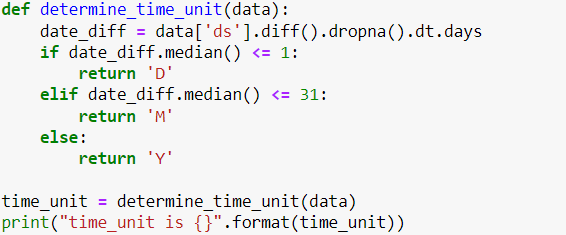 def determine_time_unit(data):
    date_diff = data['ds'].diff().dropna().dt.days
    if date_diff.median() <= 1:
        return 'D'
    elif date_diff.median() <= 31:
        return 'M'
    else:
        return 'Y'

time_unit = determine_time_unit(data)
print("time_unit is {}".format(time_unit))